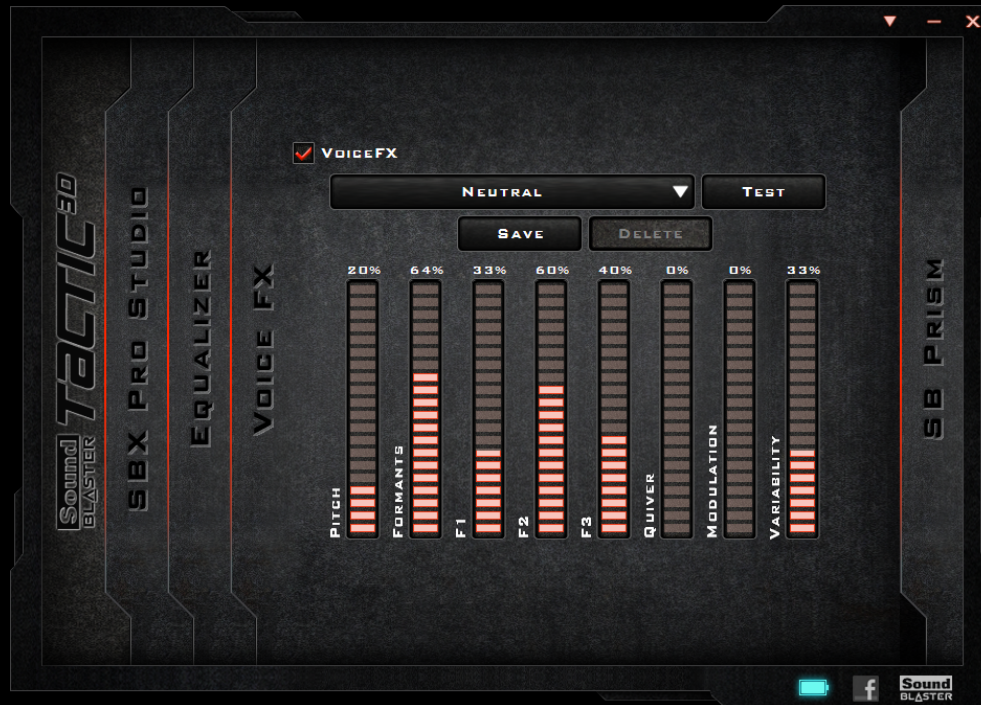 Sound
BLASTER
TACTIC3D
SBX PRO STUDIO
EQUALIZER
VOICE FX
VOICEFX
NEUTRAL
TEST
SAVE
DELETE
20% 64% 33% 60% 40% 0% 0% 33%
PITCH
FORMANTS
F1
F2
F3
QUIVER
MODULATION
VARIABILITY
SB PRISM
f
Sound
BLASTER